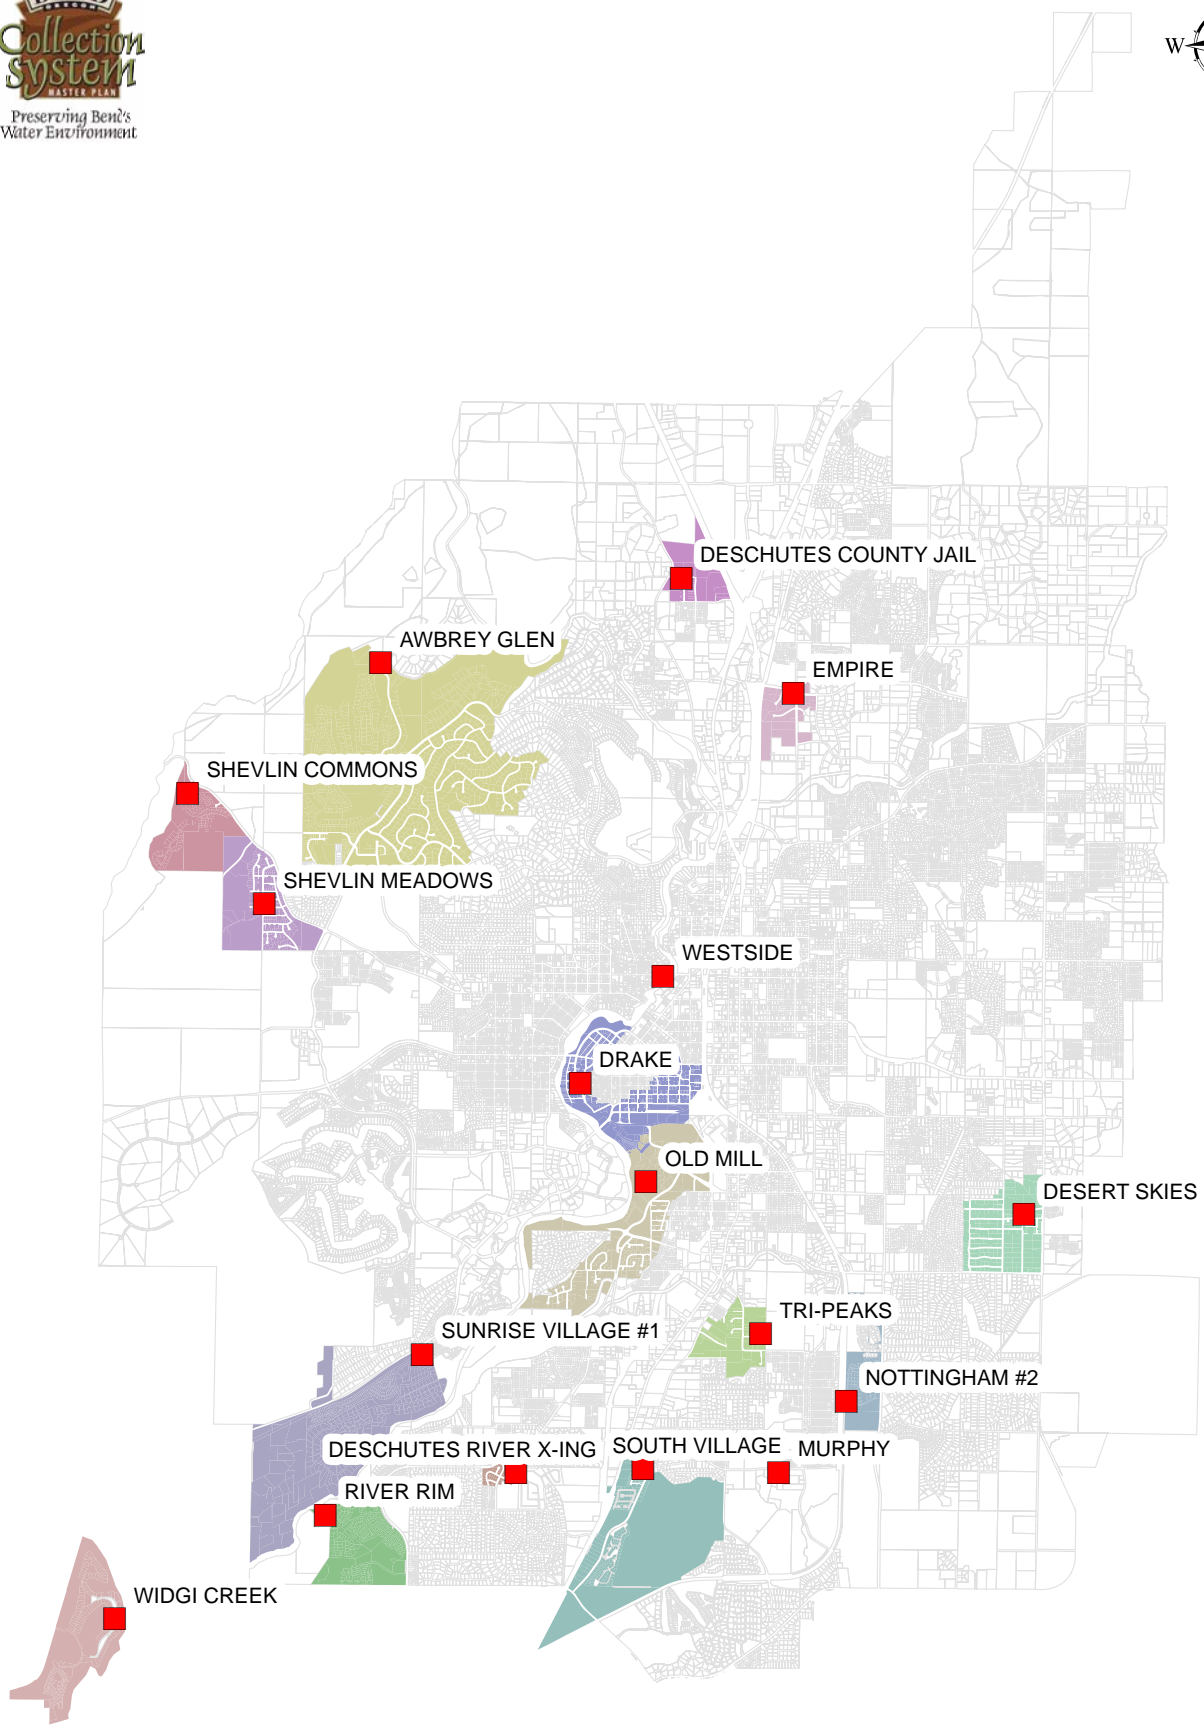 OREGON
Collection
System
MASTER PLAN
Preserving Bend's
Water Environment
W
DESCHUTES COUNTY JAIL
AWBREY GLEN
EMPIRE
SHEVLIN COMMONS
SHEVLIN MEADOWS
WESTSIDE
DRAKE
OLD MILL
DESERT SKIES
TRI-PEAKS
SUNRISE VILLAGE #1
NOTTINGHAM #2
DESCHUTES RIVER X-ING
SOUTH VILLAGE
MURPHY
RIVER RIM
WIDGI CREEK